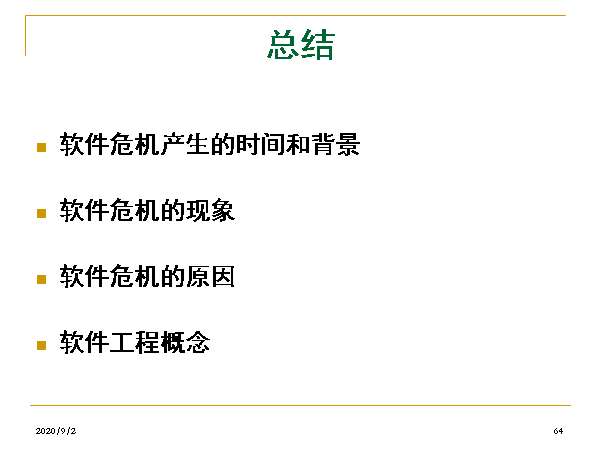 总结
软件危机产生的时间和背景
软件危机的现象
软件危机的原因
软件工程概念
2020/9/2
64